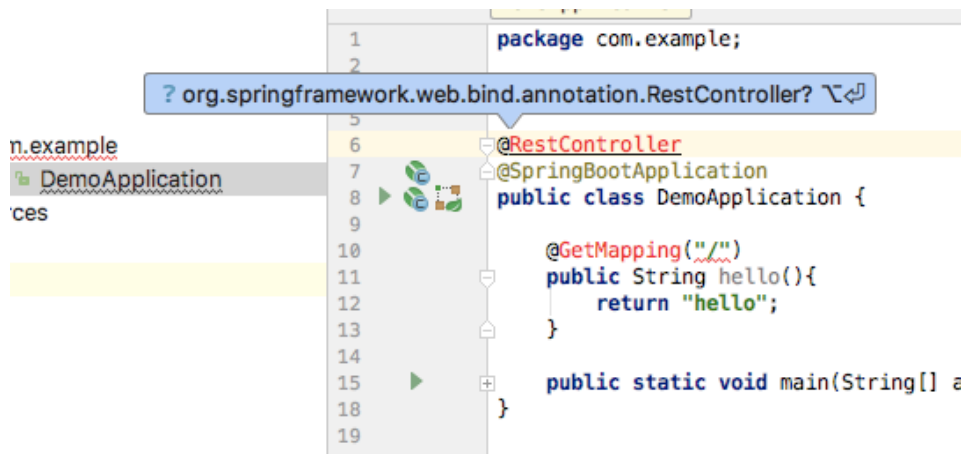 1 package com.example;
2
? org.springframework.web.bind.annotation.RestController? ⌥⏎
5
m.example
6 @RestController
DemoApplication
7 @SpringBootApplication
8 public class DemoApplication {
rces
9
10 @GetMapping("/")
11 public String hello(){
12 return "hello";
13 }
14
15 public static void main(String[] a
18 }
19